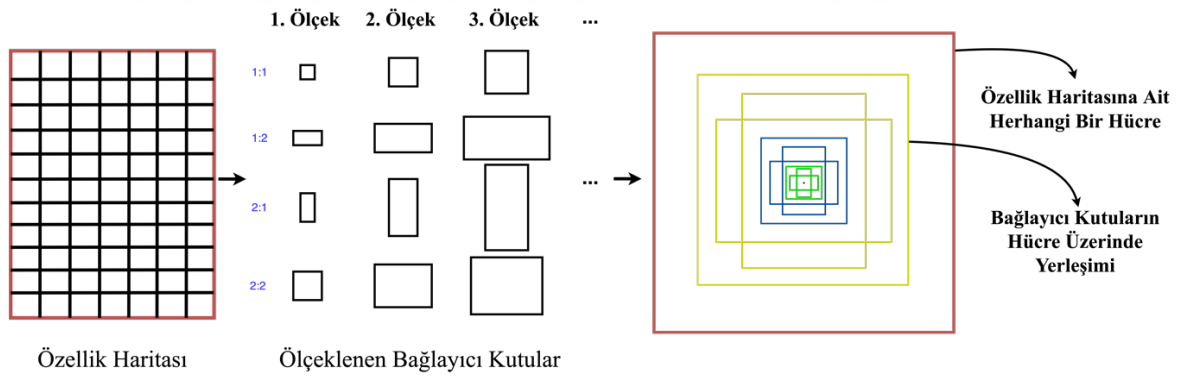 1. Ölçek 2. Ölçek 3. Ölçek ...
1:1
1:2
2:1
...
2:2
Özellik Haritası
Ölçeklenen Bağlayıcı Kutular
Özellik Haritasına Ait
Herhangi Bir Hücre
Bağlayıcı Kutuların
Hücre Üzerinde
Yerleşimi